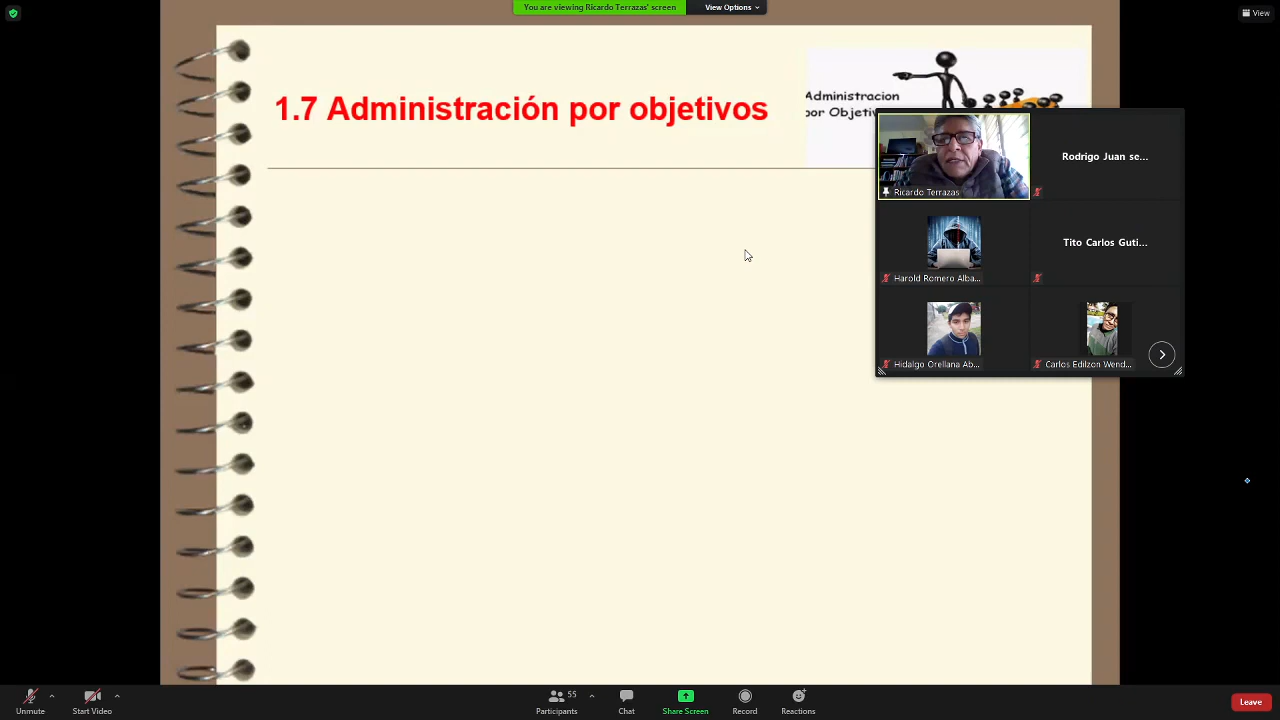 You are viewing Ricardo Terrazas' screen
View Options
View
1.7 Administración por objetivos
Administracion
por Objetiv
Ricardo Terrazas
Rodrigo Juan se...
Harold Romero Alba...
Tito Carlos Guti...
Hidalgo Orellana Ab...
Carlos Edilzon Wend...
Unmute
Start Video
55
Participants
Chat
Share Screen
Record
Reactions
Leave